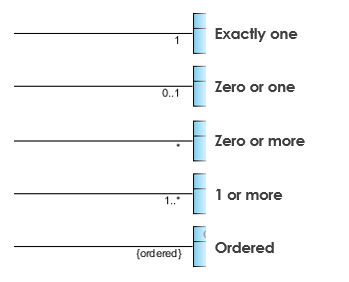 1 Exactly one
0..1 Zero or one
* Zero or more
1..* 1 or more
{ordered} Ordered